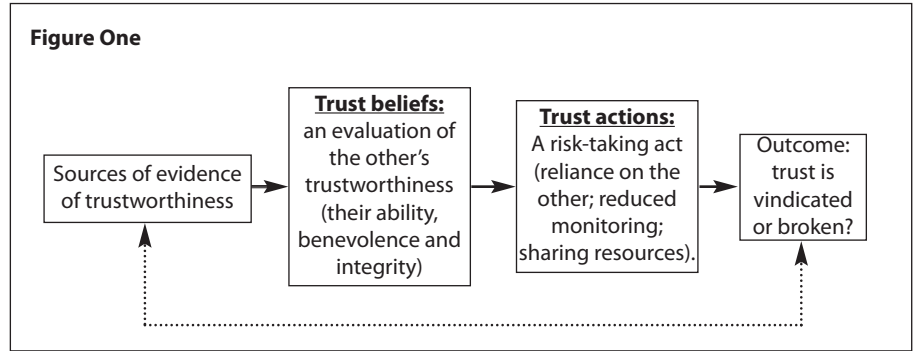 Figure One
Sources of evidence
of trustworthiness
Trust beliefs:
an evaluation of
the other's
trustworthiness
(their ability,
benevolence and
integrity)
Trust actions:
A risk-taking act
(reliance on the
other; reduced
monitoring;
sharing resources).
Outcome:
trust is
vindicated
or broken?